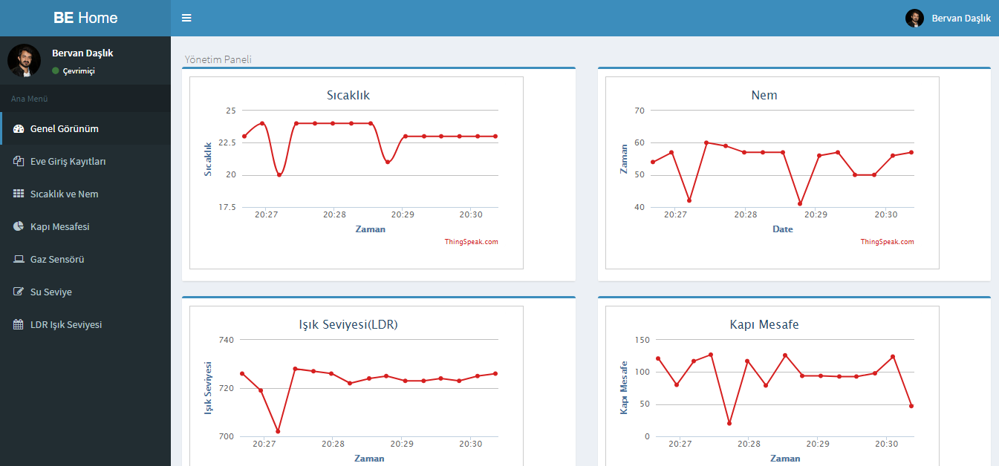 BE Home
Bervan Daşlık
Bervan Daşlık
Çevrimiçi
Ana Menü
Genel Görünüm
Eve Giriş Kayıtları
Sıcaklık ve Nem
Kapı Mesafesi
Gaz Sensörü
Su Seviye
LDR Işık Seviyesi
Yönetim Paneli
Sıcaklık
Sıcaklık
25
22.5
20
17.5
20:27 20:28 20:29 20:30
Zaman
ThingSpeak.com
Nem
Zaman
70
60
50
40
20:27 20:28 20:29 20:30
Date
ThingSpeak.com
Işık Seviyesi(LDR)
Işık Seviyesi
740
720
700
20:27 20:28 20:29 20:30
Zaman
Kapı Mesafe
Kapı Mesafe
150
100
50
0
20:27 20:28 20:29 20:30
Zaman